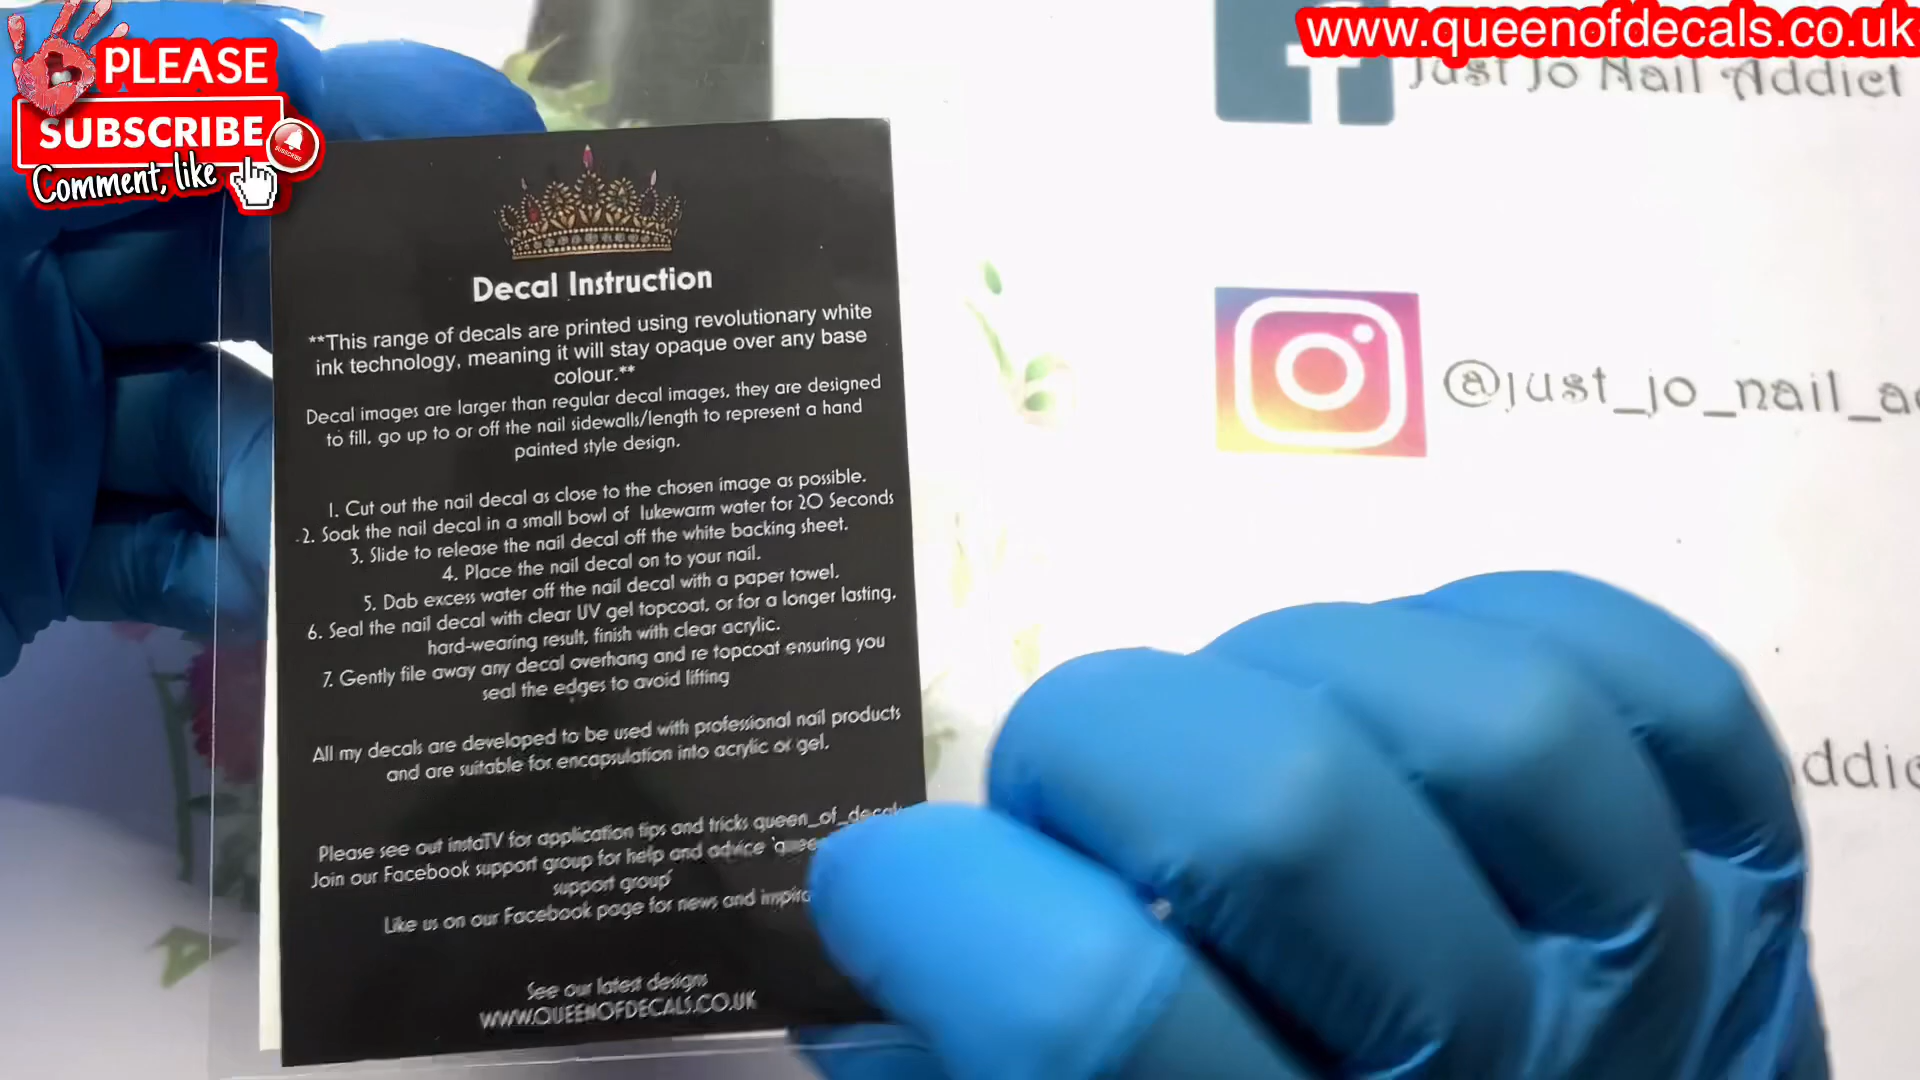 PLEASE
SUBSCRIBE
SUBSCRIBE
Comment, like
www.queenofdecals.co.uk
Just Jo Nail Addict
@just_jo_nail_
Decal Instruction
**This range of decals are printed using revolutionary white
ink technology, meaning it will stay opaque over any base
colour.**
Decal images are larger than regular decal images, they are designed
to fill, go up to or off the nail sidewalls/length to represent a hand
painted style design.
1. Cut out the nail decal as close to the chosen image as possible.
2. Soak the nail decal in a small bowl of lukewarm water for 20 Seconds
3. Slide to release the nail decal off the white backing sheet.
4. Place the nail decal on to your nail.
5. Dab excess water off the nail decal with a paper towel.
6. Seal the nail decal with clear UV gel topcoat, or for a longer lasting,
hard-wearing result, finish with clear acrylic.
7. Gently file away any decal overhang and re topcoat ensuring you
seal the edges to avoid lifting
All my decals are developed to be used with professional nail products
and are suitable for encapsulation into acrylic or gel.
Please see out instaTV for application tips and tricks queen_of_decals
Join our Facebook support group for help and advice
support group'
Like us on our Facebook page for news and
See our latest designs
WWW.QUEENOFDECALS.CO.UK